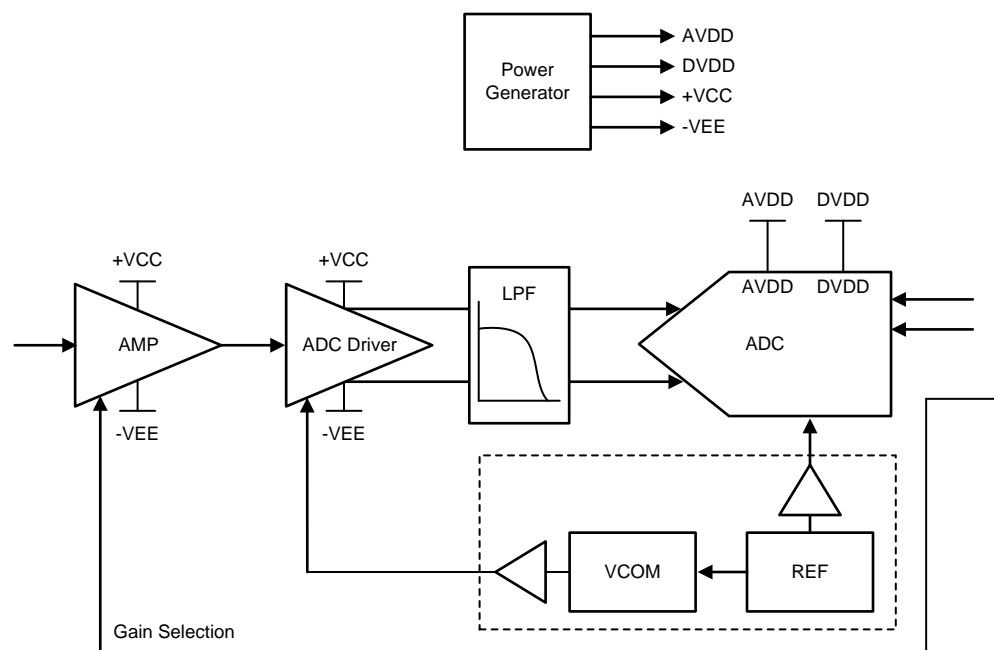 Power
Generator
AVDD
DVDD
+VCC
-VEE
AVDD DVDD
+VCC
+VCC
LPF
AVDD DVDD
AMP
ADC Driver
ADC
-VEE
-VEE
VCOM
REF
Gain Selection